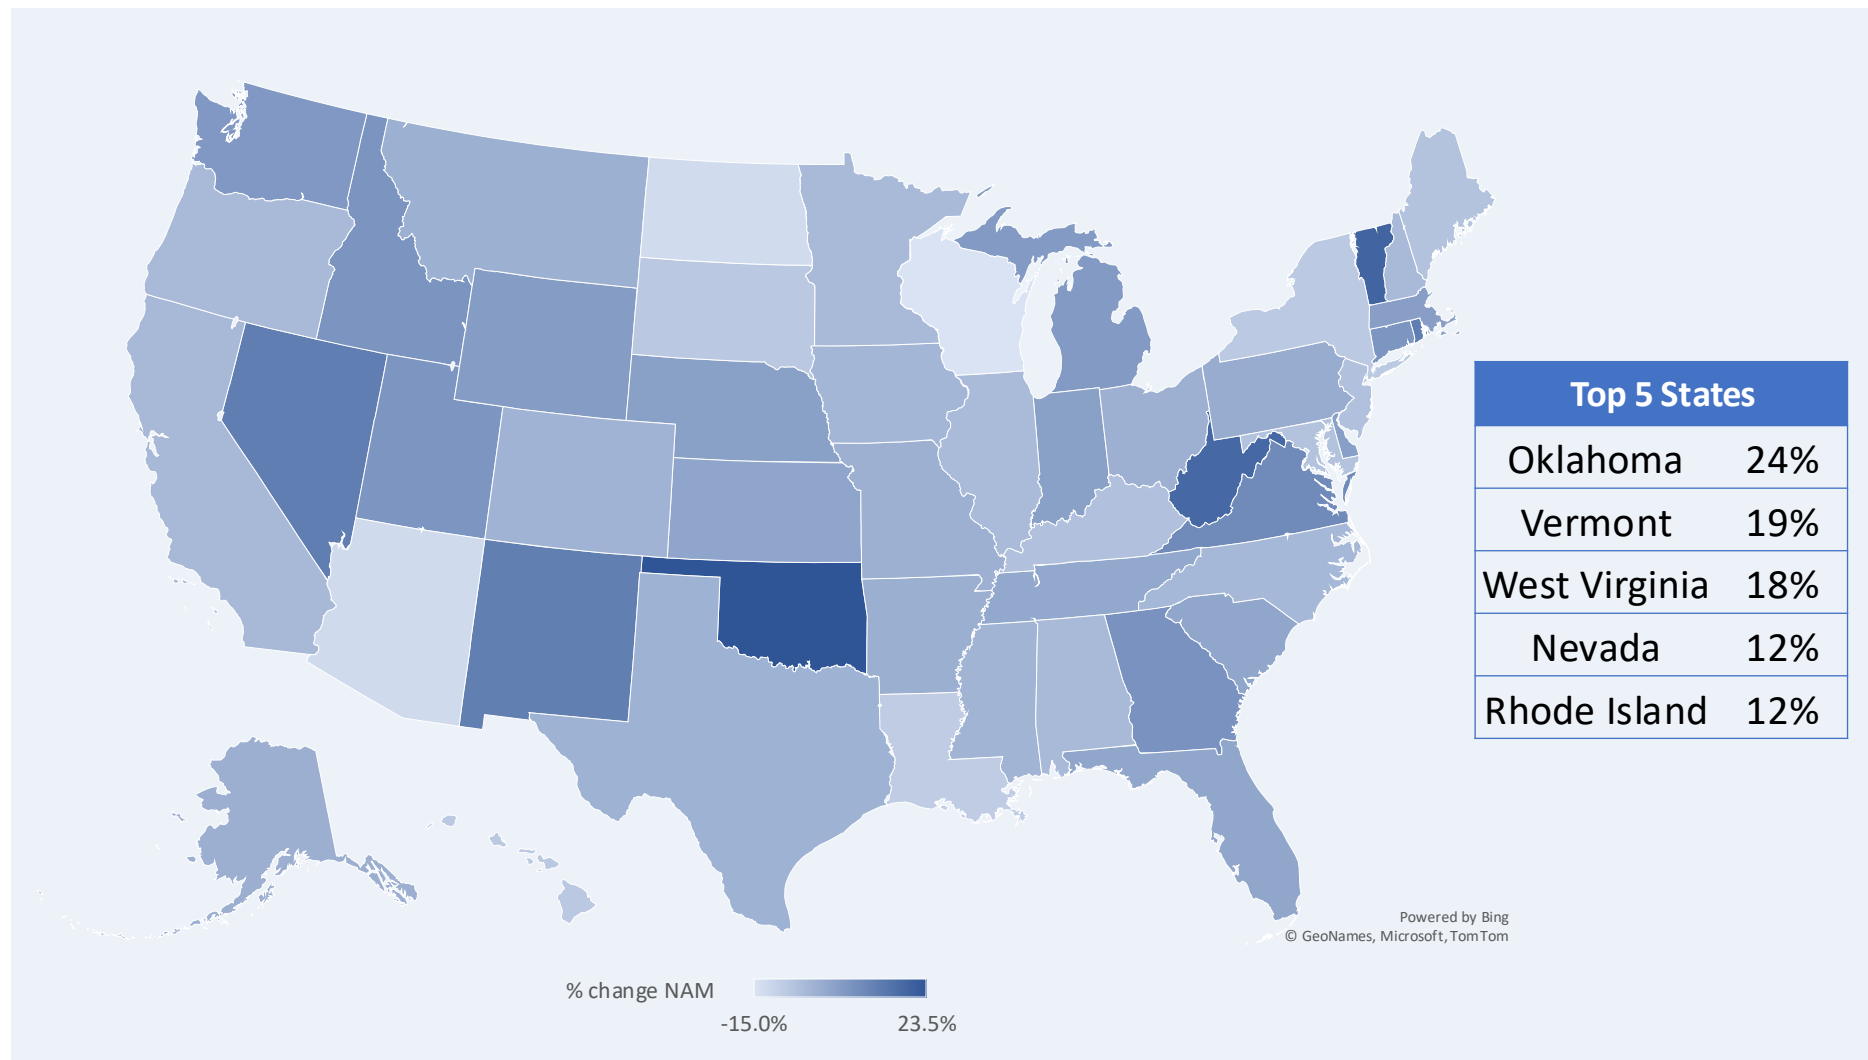 Top 5 States
Oklahoma 24%
Vermont 19%
West Virginia 18%
Nevada 12%
Rhode Island 12%
Powered by Bing
© GeoNames, Microsoft, TomTom
% change NAM
-15.0% 23.5%